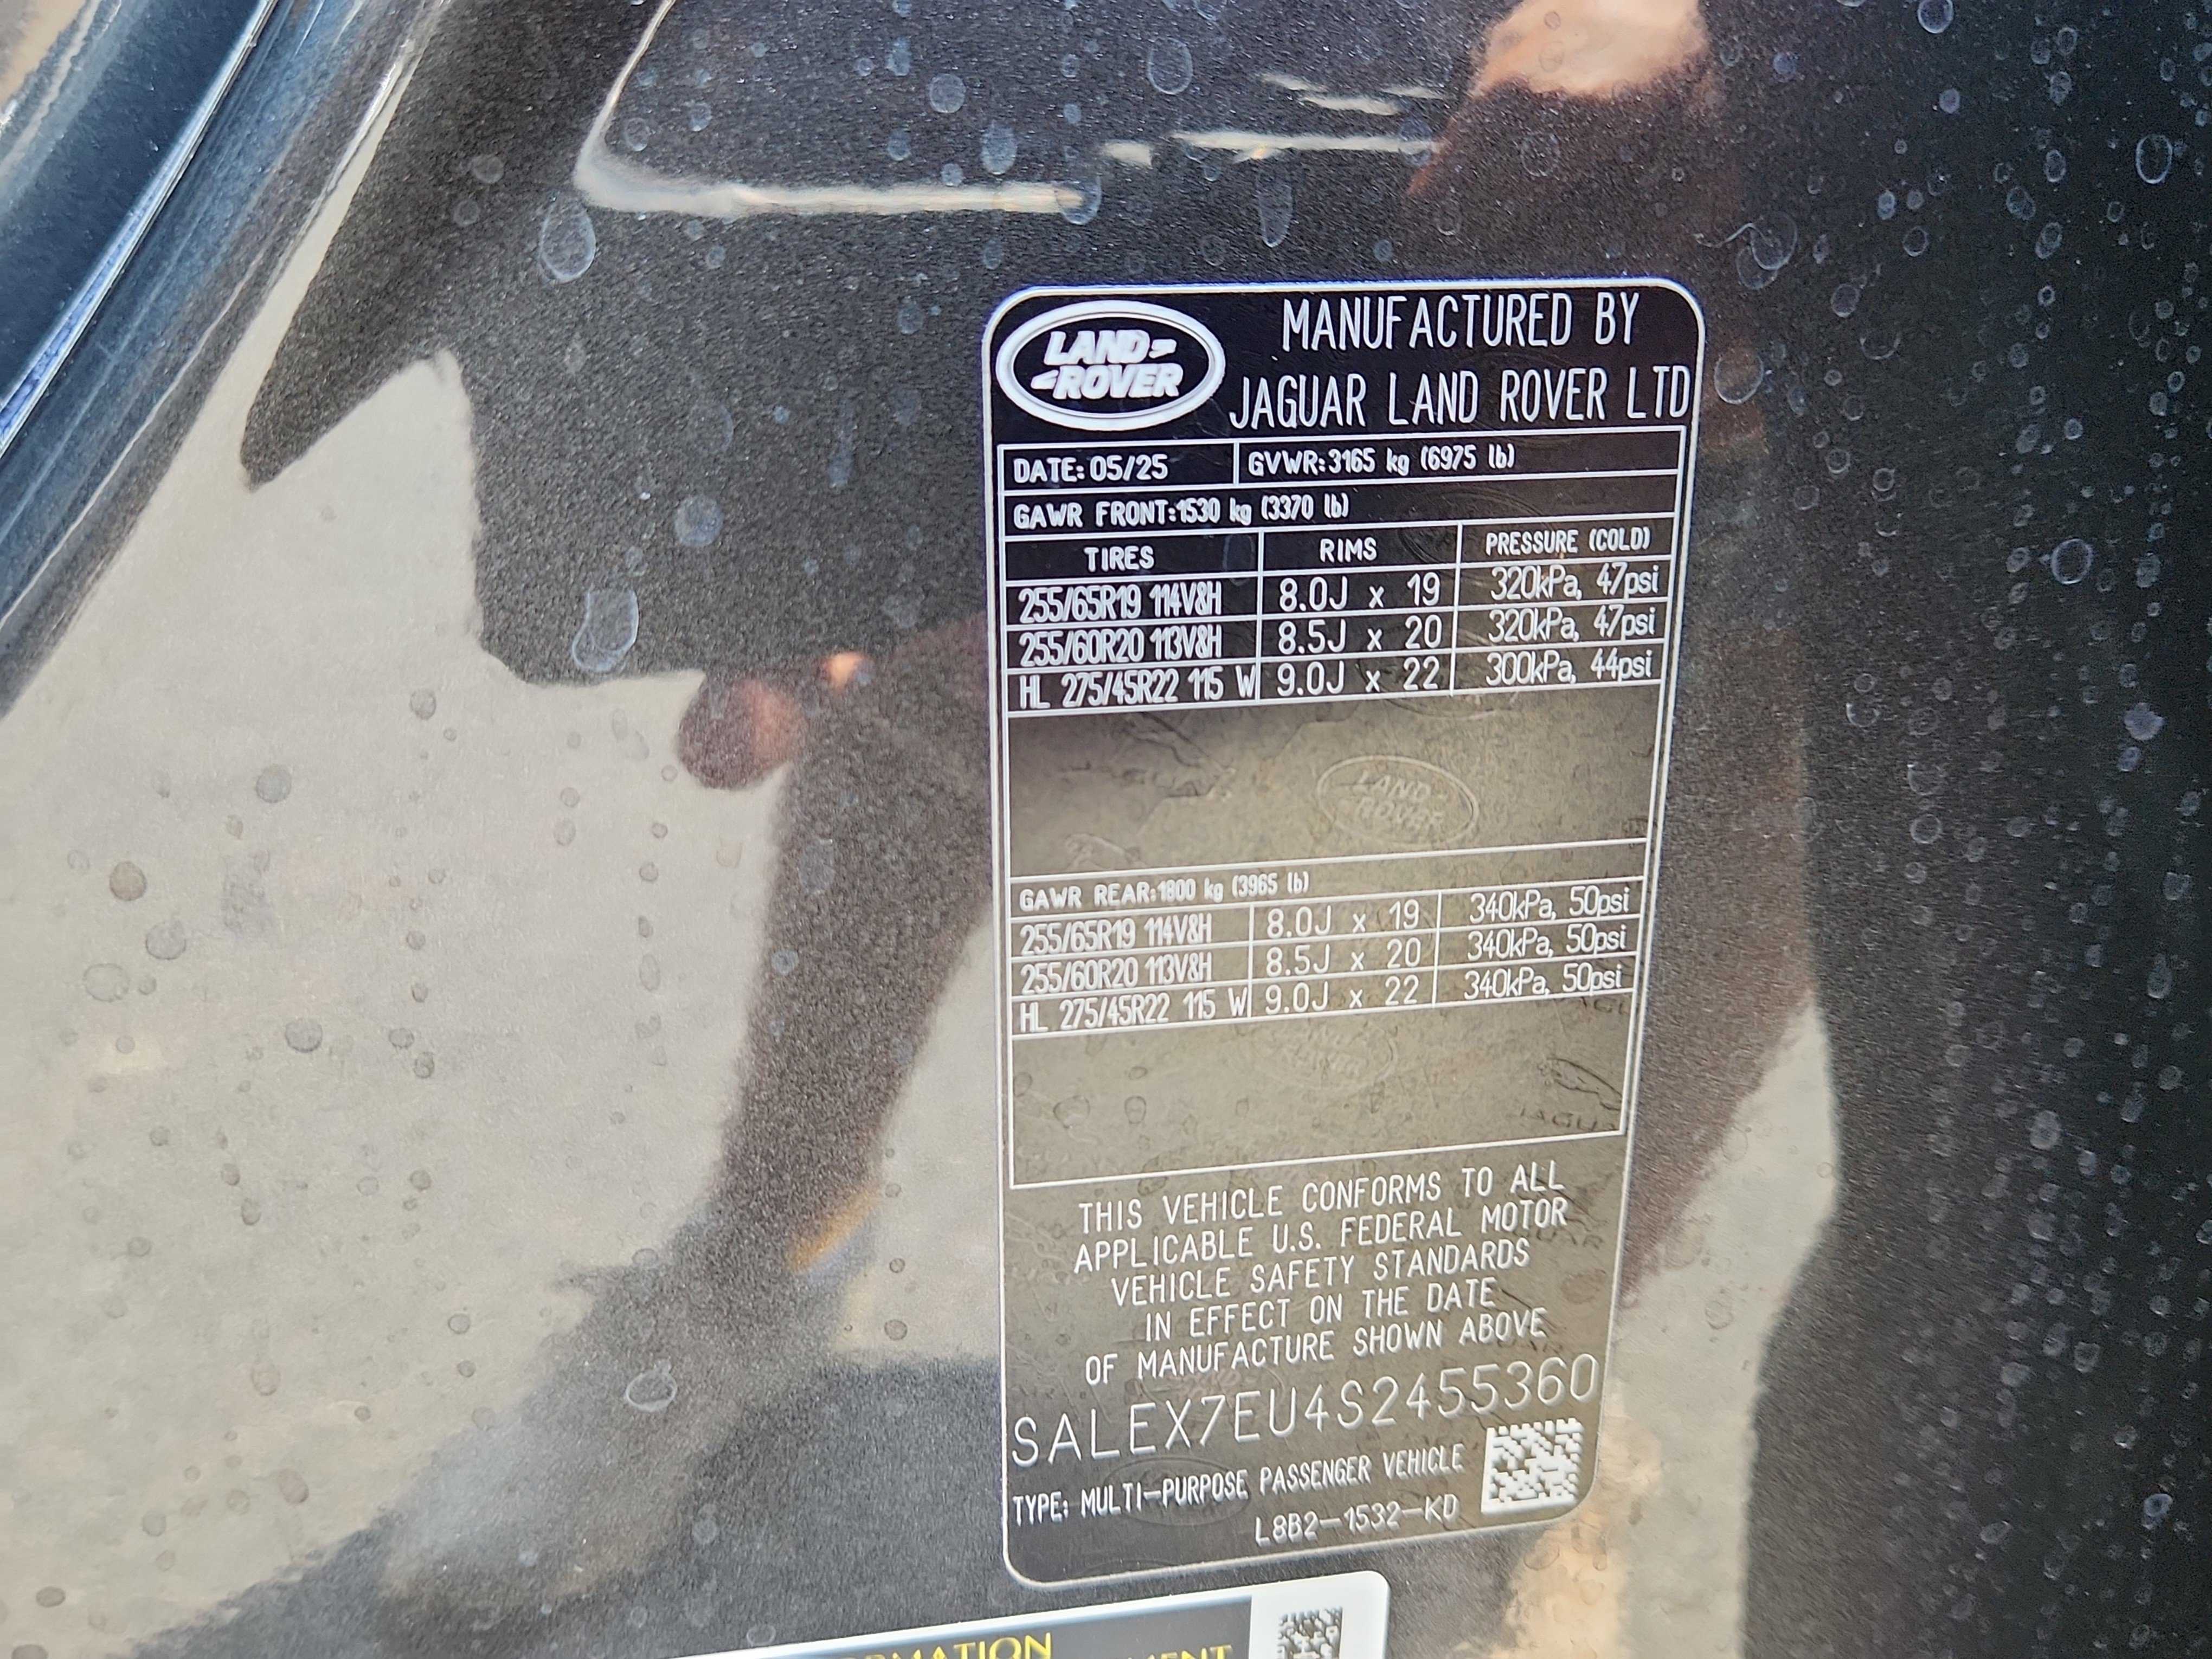 LAND
ROVER
MANUFACTURED BY
JAGUAR LAND ROVER LTD
DATE: 05/25 GVWR: 3165 kg (6975 lb)
GAWR FRONT: 1530 kg (3370 lb)
TIRES RIMS PRESSURE (COLD)
255/65R19 114V&H 8.0J x 19 320kPa, 47psi
255/60R20 113V&H 8.5J x 20 320kPa, 47psi
HL 275/45R22 115 W 9.0J x 22 300kPa, 44psi
LAND
ROVER
GAWR REAR: 1800 kg (3965 lb)
255/65R19 114V&H 8.0J x 19 340kPa, 50psi
255/60R20 113V&H 8.5J x 20 340kPa, 50psi
HL 275/45R22 115 W 9.0J x 22 340kPa, 50psi
THIS VEHICLE CONFORMS TO ALL
APPLICABLE U.S. FEDERAL MOTOR
VEHICLE SAFETY STANDARDS
IN EFFECT ON THE DATE
OF MANUFACTURE SHOWN ABOVE
SALEX7EU4S2455360
TYPE: MULTI-PURPOSE PASSENGER VEHICLE
L8B2-1532-KD